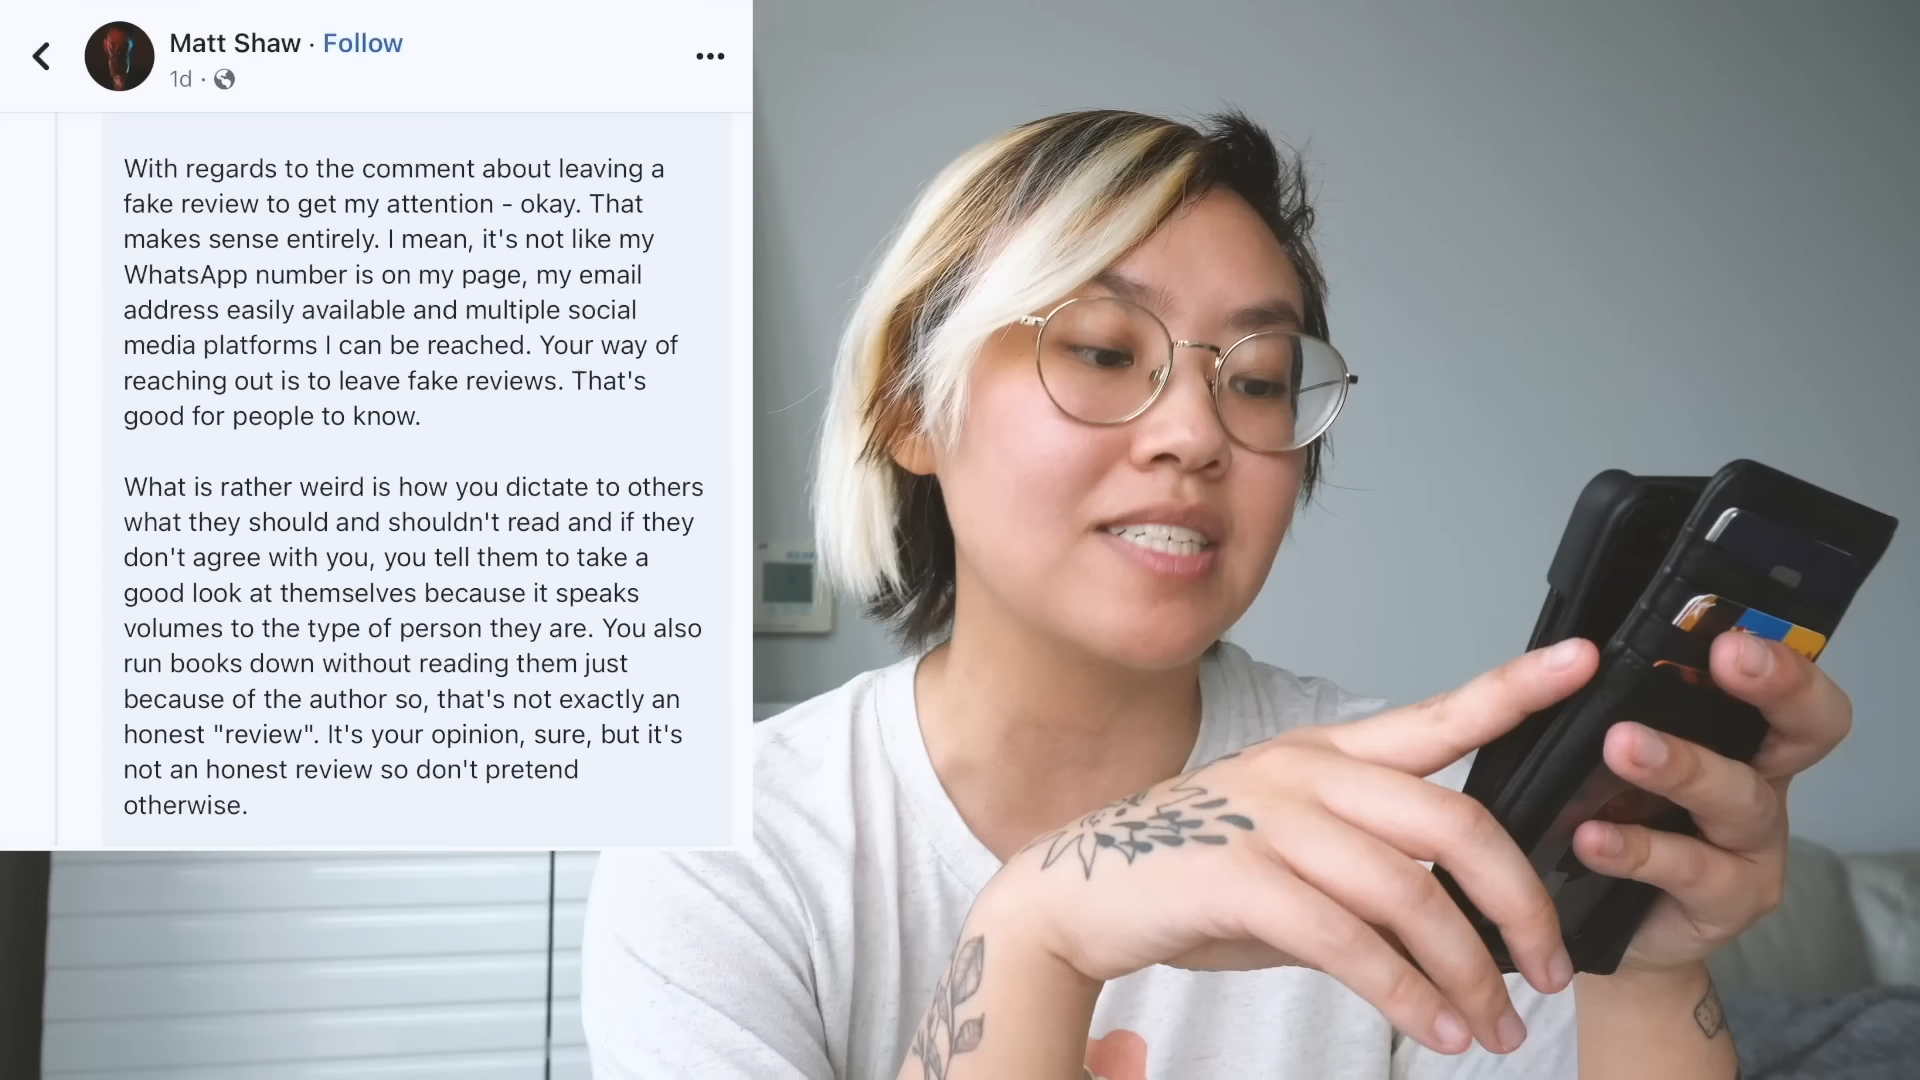 Matt Shaw · Follow
1d ·
With regards to the comment about leaving a
fake review to get my attention - okay. That
makes sense entirely. I mean, it's not like my
WhatsApp number is on my page, my email
address easily available and multiple social
media platforms I can be reached. Your way of
reaching out is to leave fake reviews. That's
good for people to know.
What is rather weird is how you dictate to others
what they should and shouldn't read and if they
don't agree with you, you tell them to take a
good look at themselves because it speaks
volumes to the type of person they are. You also
run books down without reading them just
because of the author so, that's not exactly an
honest "review". It's your opinion, sure, but it's
not an honest review so don't pretend
otherwise.